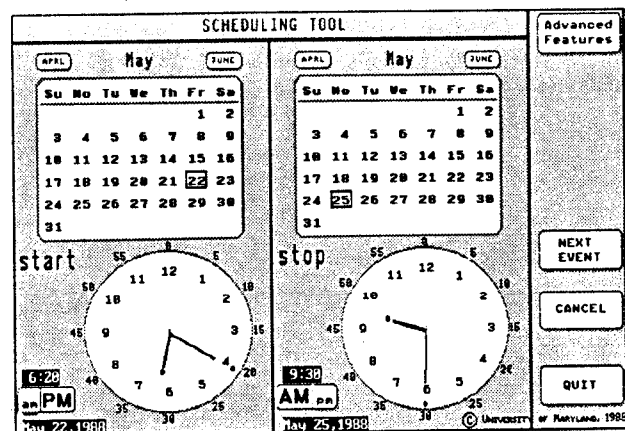 SCHEDULING TOOL
Advanced
Features
APRL May JUNE
Su Mo Tu We Th Fr Sa
1 2
3 4 5 6 7 8 9
10 11 12 13 14 15 16
17 18 19 20 21 22 23
24 25 26 27 28 29 30
31
start
0 5 10 15 20 25 30 35 40 45 50 55
12 1 2 3 4 5 6 7 8 9 10 11
6:20
am PM
May 22,1988
APRL May JUNE
Su Mo Tu We Th Fr Sa
1 2
3 4 5 6 7 8 9
10 11 12 13 14 15 16
17 18 19 20 21 22 23
24 25 26 27 28 29 30
31
stop
0 5 10 15 20 25 30 35 40 45 50 55
12 1 2 3 4 5 6 7 8 9 10 11
9:30
AM pm
May 25,1988
NEXT
EVENT
CANCEL
QUIT
© UNIVERSITY OF MARYLAND, 1988